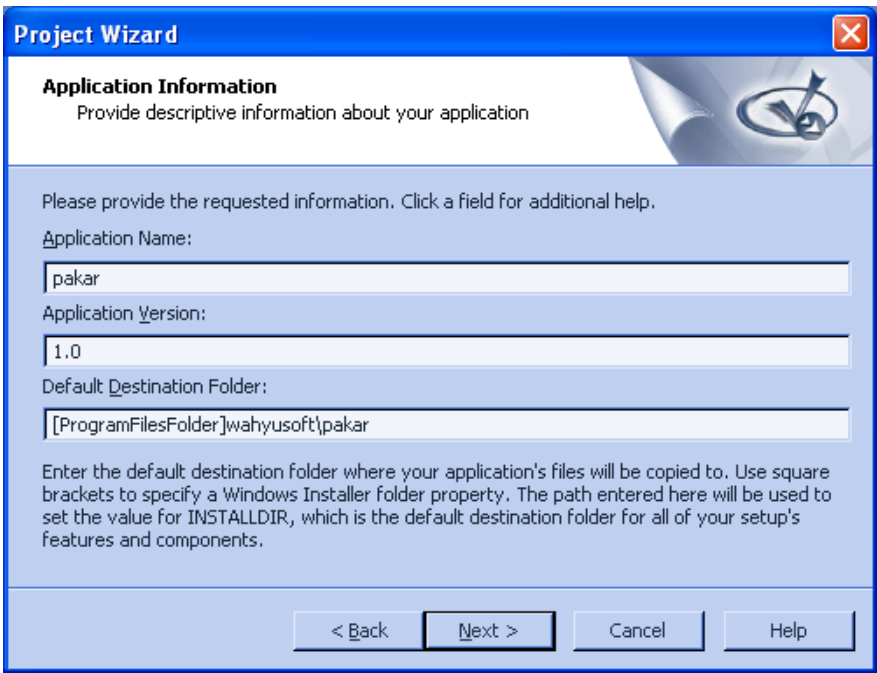 Project Wizard
Application Information
Provide descriptive information about your application
Please provide the requested information. Click a field for additional help.
Application Name:
pakar
Application Version:
1.0
Default Destination Folder:
[ProgramFilesFolder]wahyusoft\pakar
Enter the default destination folder where your application's files will be copied to. Use square
brackets to specify a Windows Installer folder property. The path entered here will be used to
set the value for INSTALLDIR, which is the default destination folder for all of your setup's
features and components.
< Back Next > Cancel Help